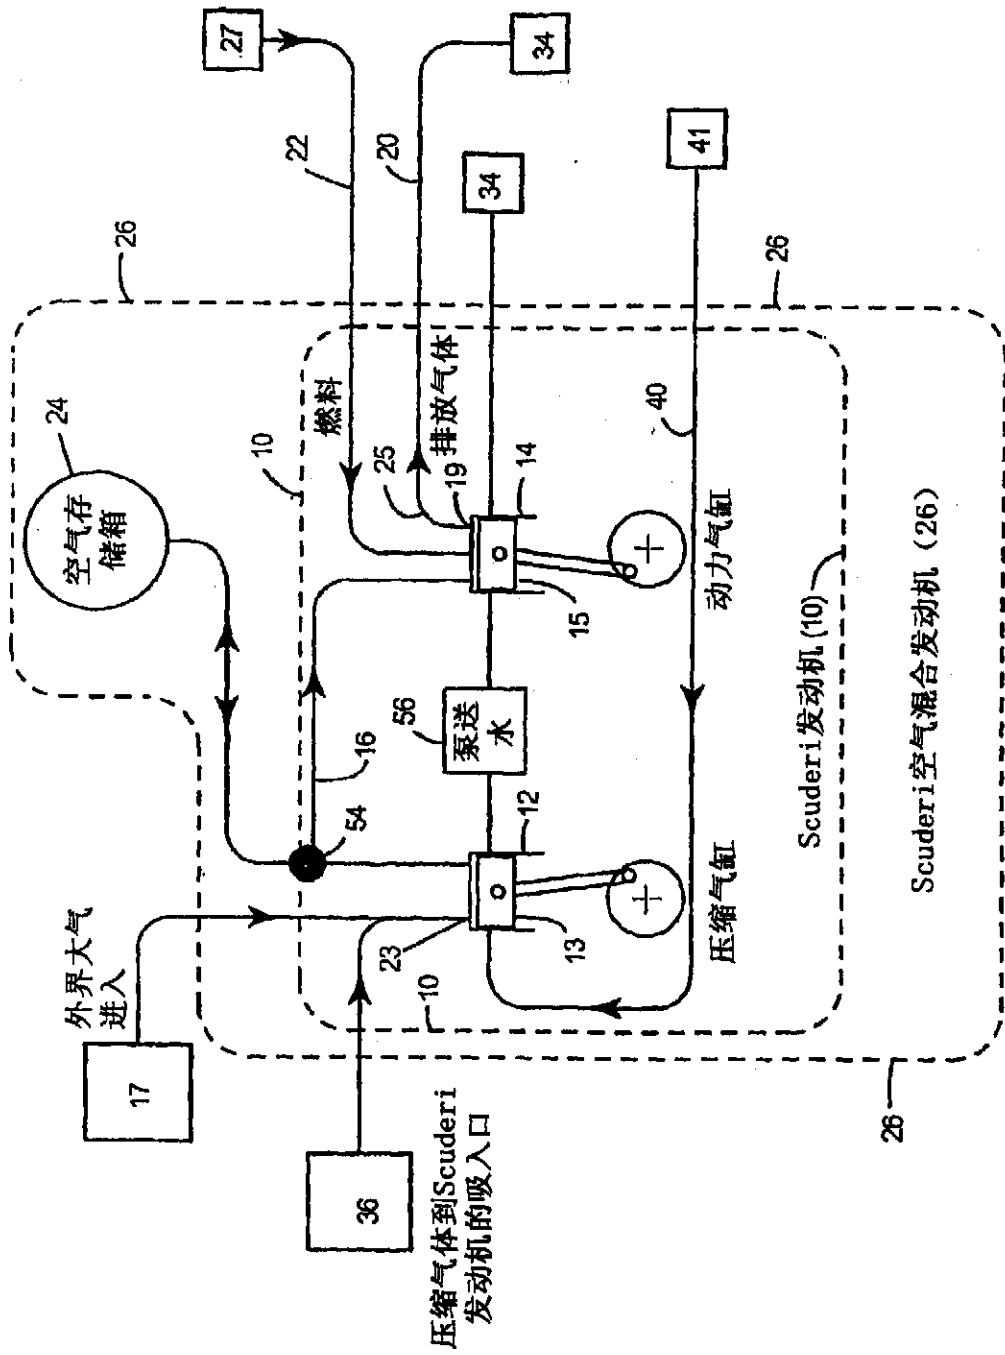 外界大气
进入
17
空气存
储箱
24
26
27
10
燃料
22
54
16
36
压缩气体到Scuderi
发动机的吸入口
23
10
25
排放气体
20
19
34
56
泵送
水
34
13
12
15
14
压缩气缸
动力气缸
40
41
Scuderi发动机(10)
26
26
Scuderi空气混合发动机（26）